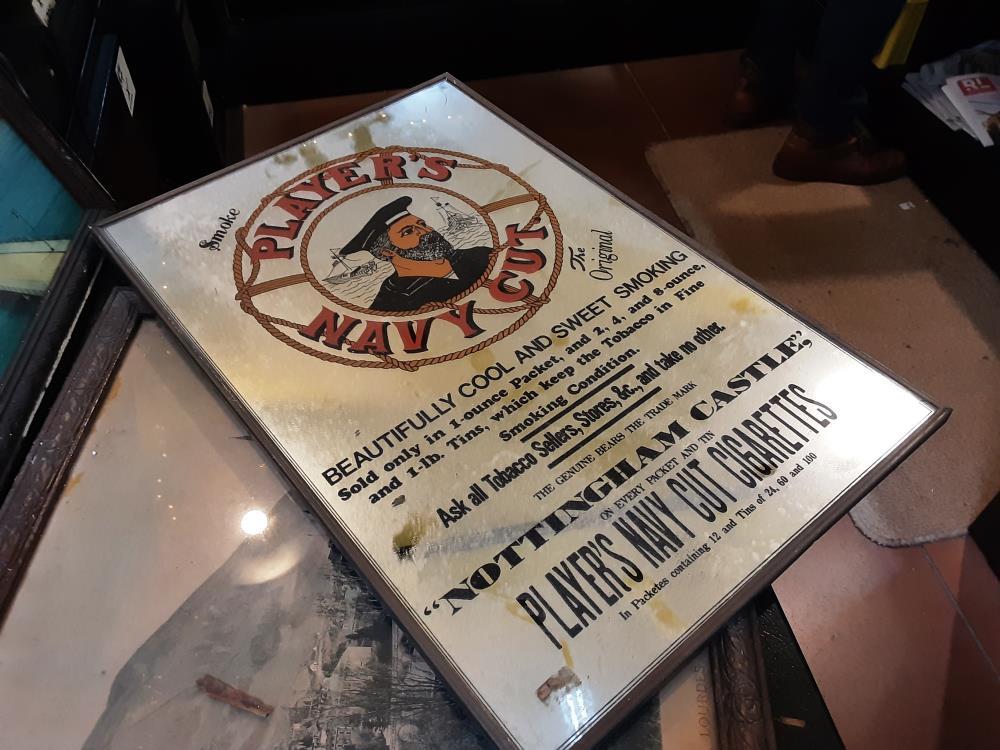 Smoke
PLAYER'S
NAVY CUT.
The
Original
BEAUTIFULLY COOL AND SWEET SMOKING
Sold only in 1-ounce Packet, and 2, 4, and 8-ounce,
and 1-lb. Tins, which keep the Tobacco in Fine
Smoking Condition.
Ask all Tobacco Sellers, Stores, &c., and take no other.
THE GENUINE BEARS THE TRADE MARK
"NOTTINGHAM CASTLE,"
ON EVERY PACKET AND TIN
PLAYER'S NAVY CUT CIGARETTES
In Packetes containing 12 and Tins of 24, 60 and 100
LOURDES